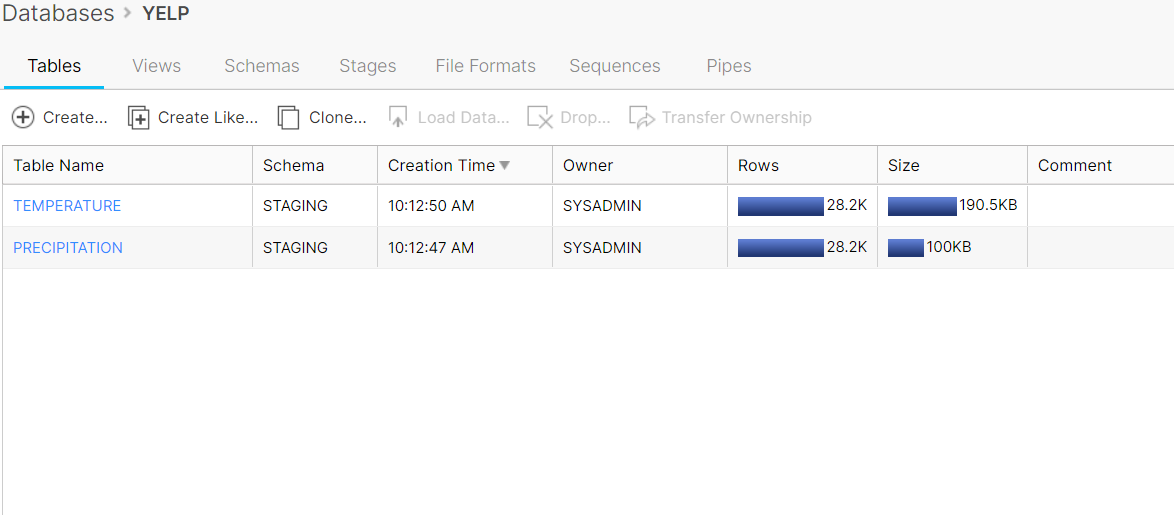 Databases > YELP
Tables Views Schemas Stages File Formats Sequences Pipes
Create... Create Like... Clone... Load Data... Drop... Transfer Ownership
Table Name Schema Creation Time Owner Rows Size Comment
TEMPERATURE STAGING 10:12:50 AM SYSADMIN 28.2K 190.5KB
PRECIPITATION STAGING 10:12:47 AM SYSADMIN 28.2K 100KB